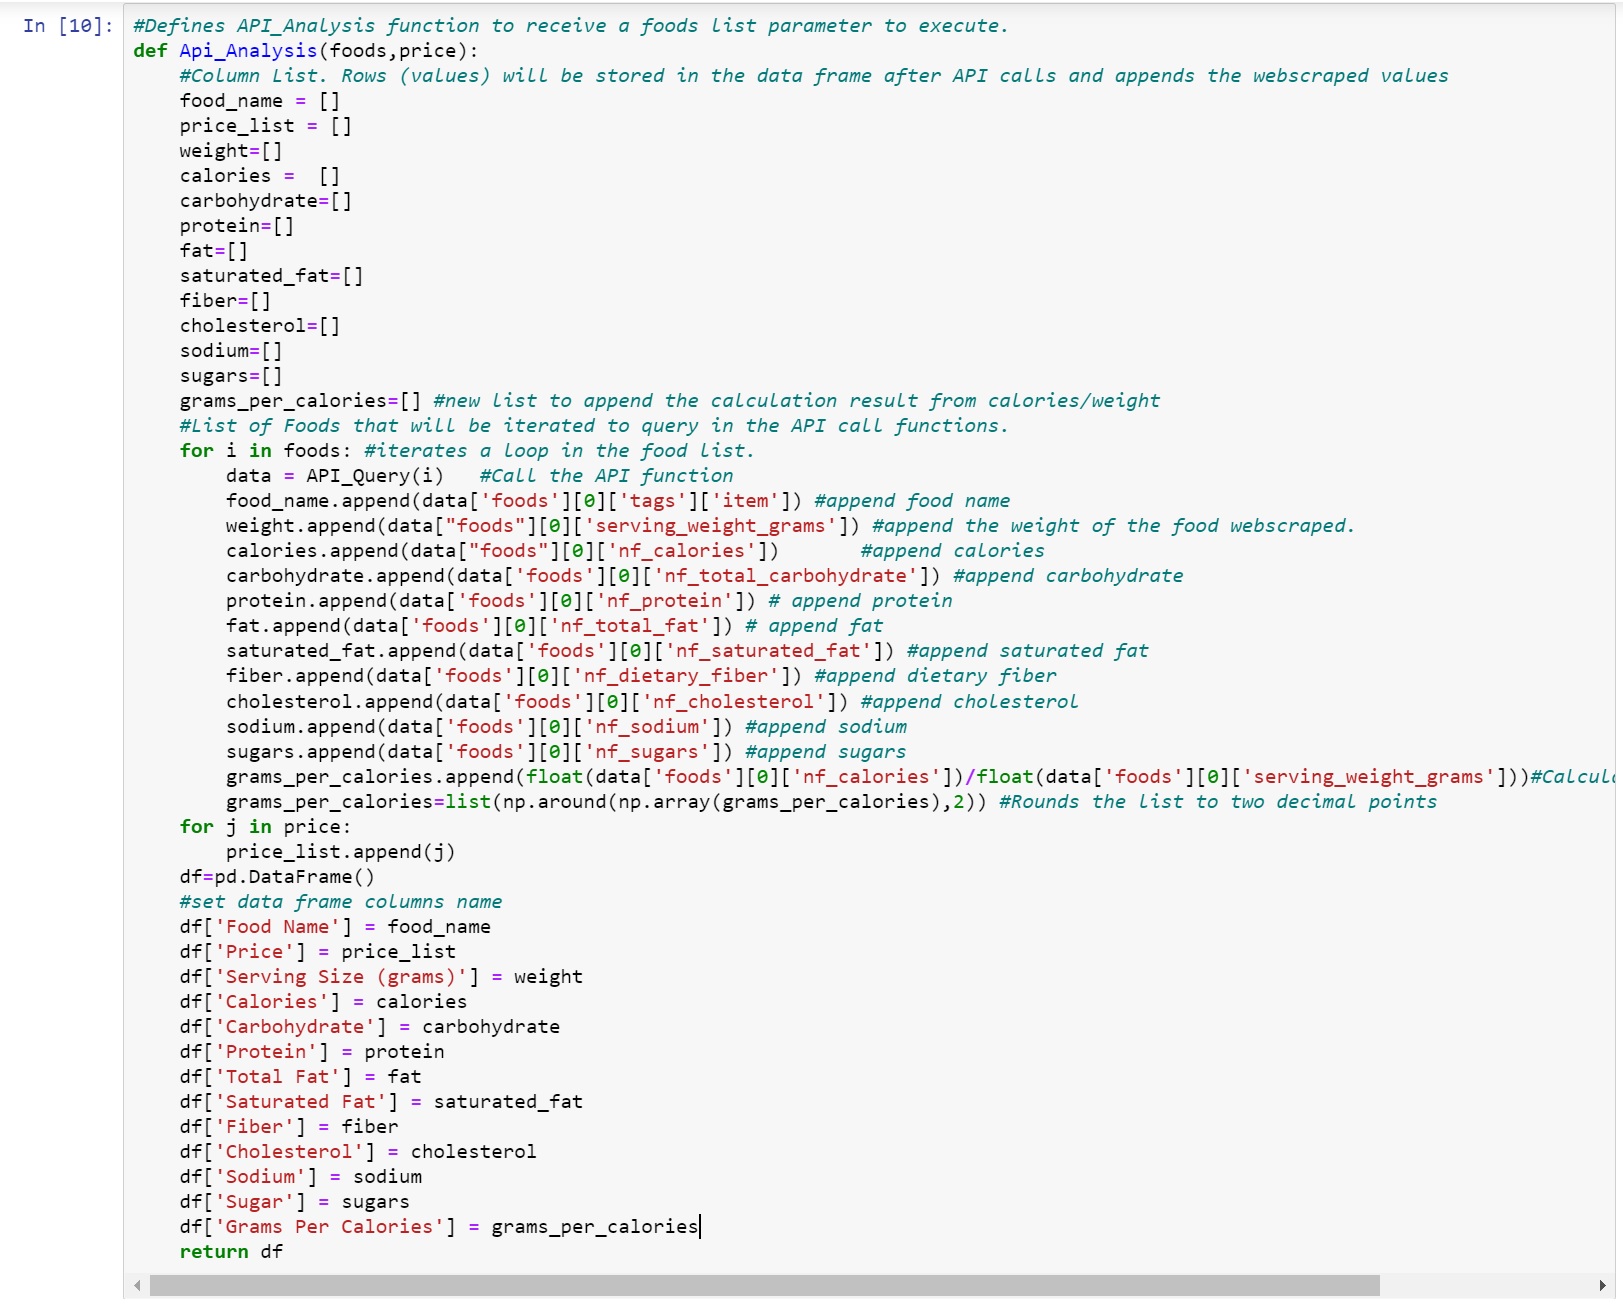 In [10]: #Defines API_Analysis function to receive a foods list parameter to execute.
def Api_Analysis(foods,price):
    #Column List. Rows (values) will be stored in the data frame after API calls and appends the webscraped values
    food_name = []
    price_list = []
    weight=[]
    calories =  []
    carbohydrate=[]
    protein=[]
    fat=[]
    saturated_fat=[]
    fiber=[]
    cholesterol=[]
    sodium=[]
    sugars=[]
    grams_per_calories=[] #new list to append the calculation result from calories/weight
    #List of Foods that will be iterated to query in the API call functions.
    for i in foods: #iterates a loop in the food list.
        data = API_Query(i)   #Call the API function
        food_name.append(data['foods'][0]['tags']['item']) #append food name
        weight.append(data["foods"][0]['serving_weight_grams']) #append the weight of the food webscraped.
        calories.append(data["foods"][0]['nf_calories'])       #append calories
        carbohydrate.append(data['foods'][0]['nf_total_carbohydrate']) #append carbohydrate
        protein.append(data['foods'][0]['nf_protein']) # append protein
        fat.append(data['foods'][0]['nf_total_fat']) # append fat
        saturated_fat.append(data['foods'][0]['nf_saturated_fat']) #append saturated fat
        fiber.append(data['foods'][0]['nf_dietary_fiber']) #append dietary fiber
        cholesterol.append(data['foods'][0]['nf_cholesterol']) #append cholesterol
        sodium.append(data['foods'][0]['nf_sodium']) #append sodium
        sugars.append(data['foods'][0]['nf_sugars']) #append sugars
        grams_per_calories.append(float(data['foods'][0]['nf_calories'])/float(data['foods'][0]['serving_weight_grams']))#Calcul
        grams_per_calories=list(np.around(np.array(grams_per_calories),2)) #Rounds the list to two decimal points
    for j in price:
        price_list.append(j)
    df=pd.DataFrame()
    #set data frame columns name
    df['Food Name'] = food_name
    df['Price'] = price_list
    df['Serving Size (grams)'] = weight
    df['Calories'] = calories
    df['Carbohydrate'] = carbohydrate
    df['Protein'] = protein
    df['Total Fat'] = fat
    df['Saturated Fat'] = saturated_fat
    df['Fiber'] = fiber
    df['Cholesterol'] = cholesterol
    df['Sodium'] = sodium
    df['Sugar'] = sugars
    df['Grams Per Calories'] = grams_per_calories
    return df